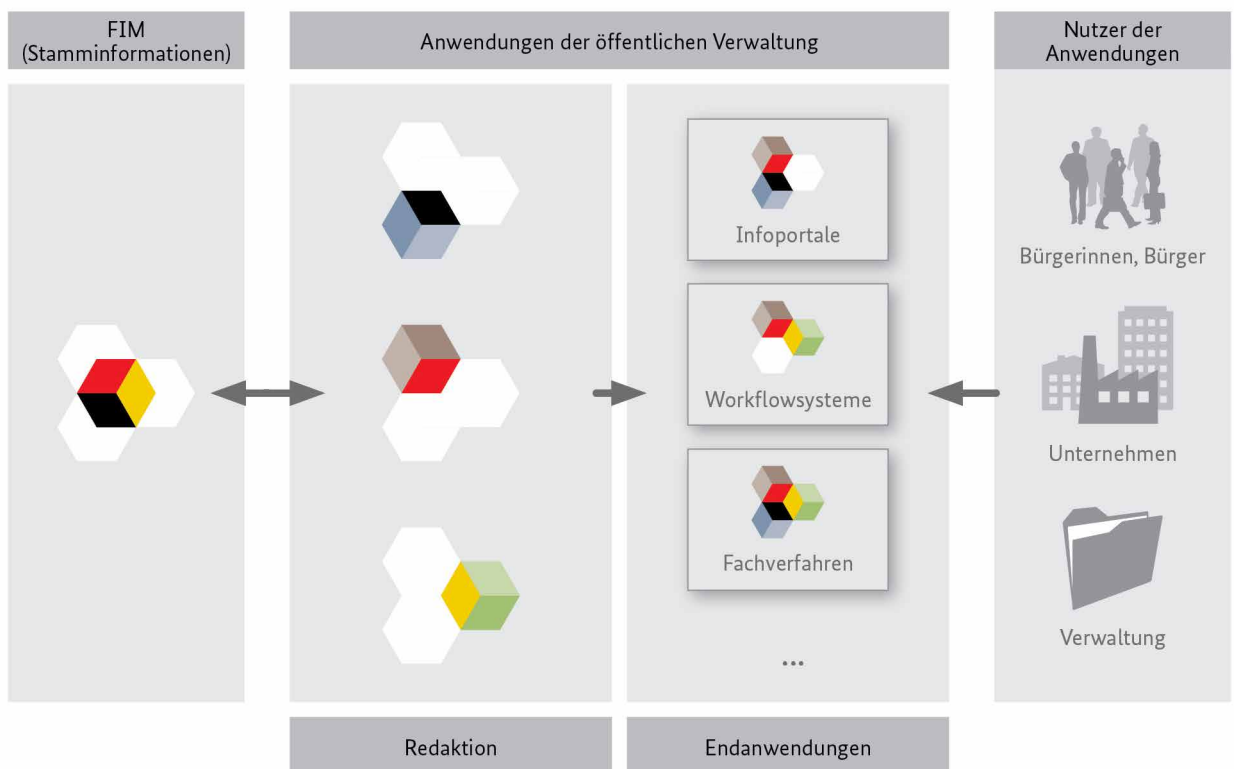 FIM
(Stamminformationen)
Anwendungen der öffentlichen Verwaltung
Nutzer der
Anwendungen
Infoportale
Workflowsysteme
Fachverfahren
...
Bürgerinnen, Bürger
Unternehmen
Verwaltung
Redaktion
Endanwendungen